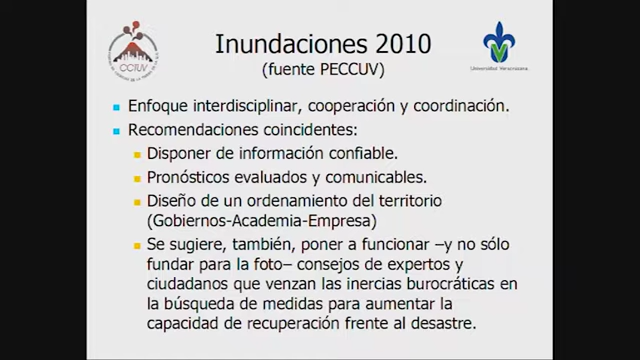 Inundaciones 2010
(fuente PECCUV)
CCTUV
Universidad Veracruzana
Enfoque interdisciplinar, cooperación y coordinación.
Recomendaciones coincidentes:
Disponer de información confiable.
Pronósticos evaluados y comunicables.
Diseño de un ordenamiento del territorio
(Gobiernos-Academia-Empresa)
Se sugiere, también, poner a funcionar –y no sólo
fundar para la foto– consejos de expertos y
ciudadanos que venzan las inercias burocráticas en
la búsqueda de medidas para aumentar la
capacidad de recuperación frente al desastre.